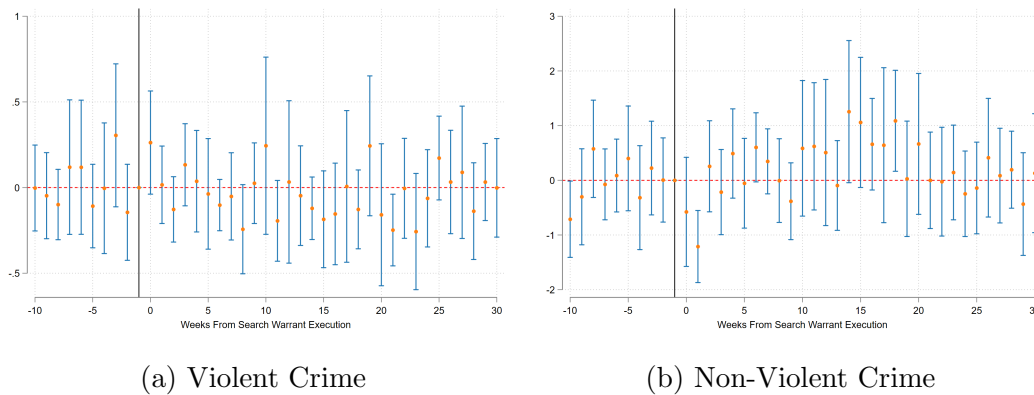 1
.5
0
-.5
-10 -5 0 5 10 15 20 25 30
Weeks From Search Warrant Execution
(a) Violent Crime
3
2
1
0
-1
-2
-10 -5 0 5 10 15 20 25
Weeks From Search Warrant Execution
(b) Non-Violent Crime